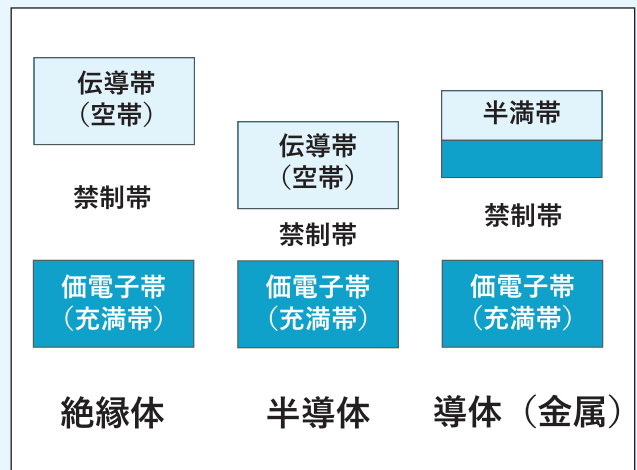 伝導帯
（空帯）
禁制帯
価電子帯
（充満帯）
絶縁体
伝導帯
（空帯）
禁制帯
価電子帯
（充満帯）
半導体
半満帯
禁制帯
価電子帯
（充満帯）
導体（金属）